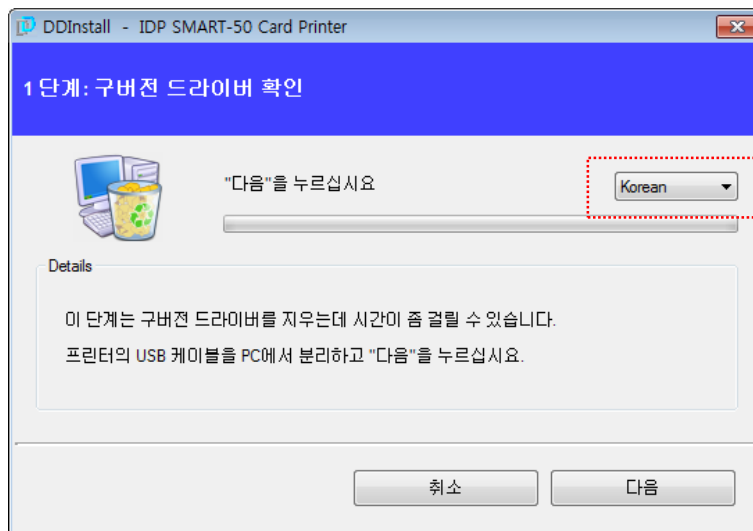 DDInstall - IDP SMART-50 Card Printer
1 단계: 구버전 드라이버 확인
"다음"을 누르십시요
Korean
Details
이 단계는 구버전 드라이버를 지우는데 시간이 좀 걸릴 수 있습니다.
프린터의 USB 케이블을 PC에서 분리하고 "다음"을 누르십시요.
취소
다음